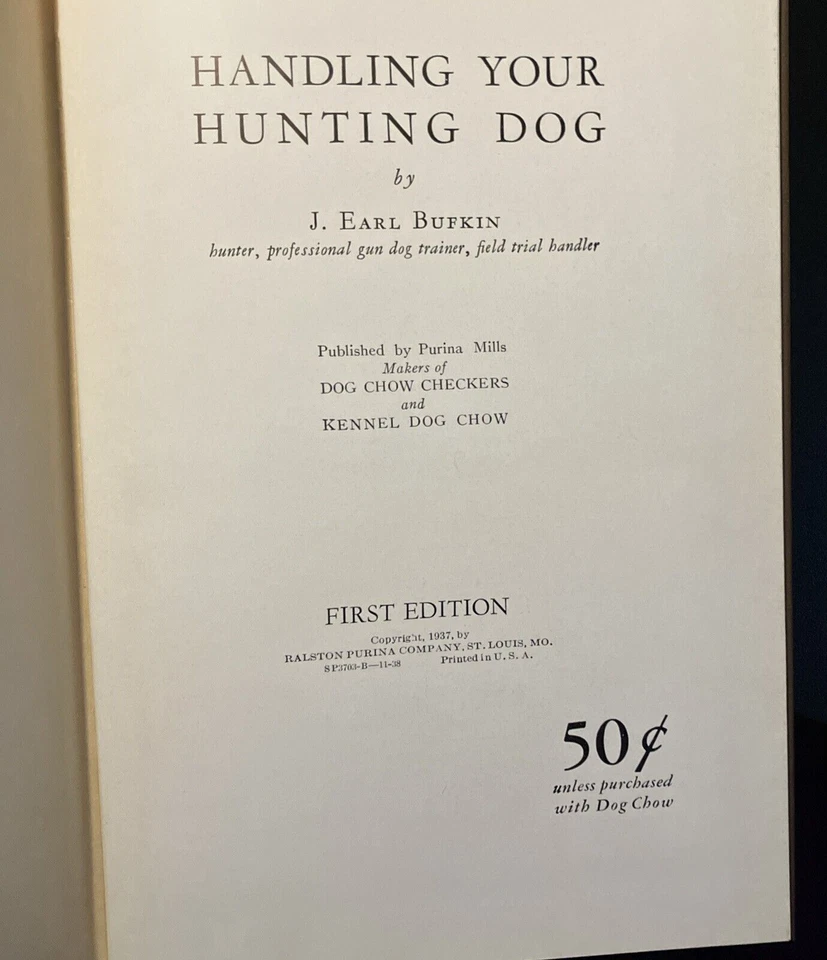 HANDLING YOUR
HUNTING DOG
by
J. EARL BUFKIN
hunter, professional gun dog trainer, field trial handler
Published by Purina Mills
Makers of
DOG CHOW CHECKERS
and
KENNEL DOG CHOW
FIRST EDITION
Copyright, 1937, by
RALSTON PURINA COMPANY, ST. LOUIS, MO.
SP3703-B—11-38 Printed in U. S. A.
50¢
unless purchased
with Dog Chow